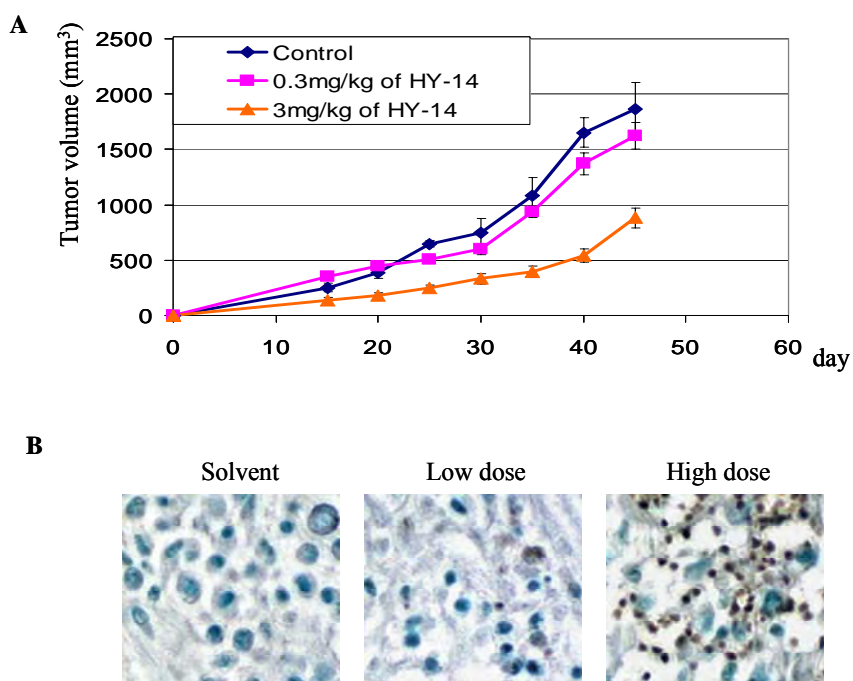 A
Tumor volume (mm³)
2500
2000
1500
1000
500
0
Control
0.3mg/kg of HY-14
3mg/kg of HY-14
0 10 20 30 40 50 60
day
B
Solvent Low dose High dose